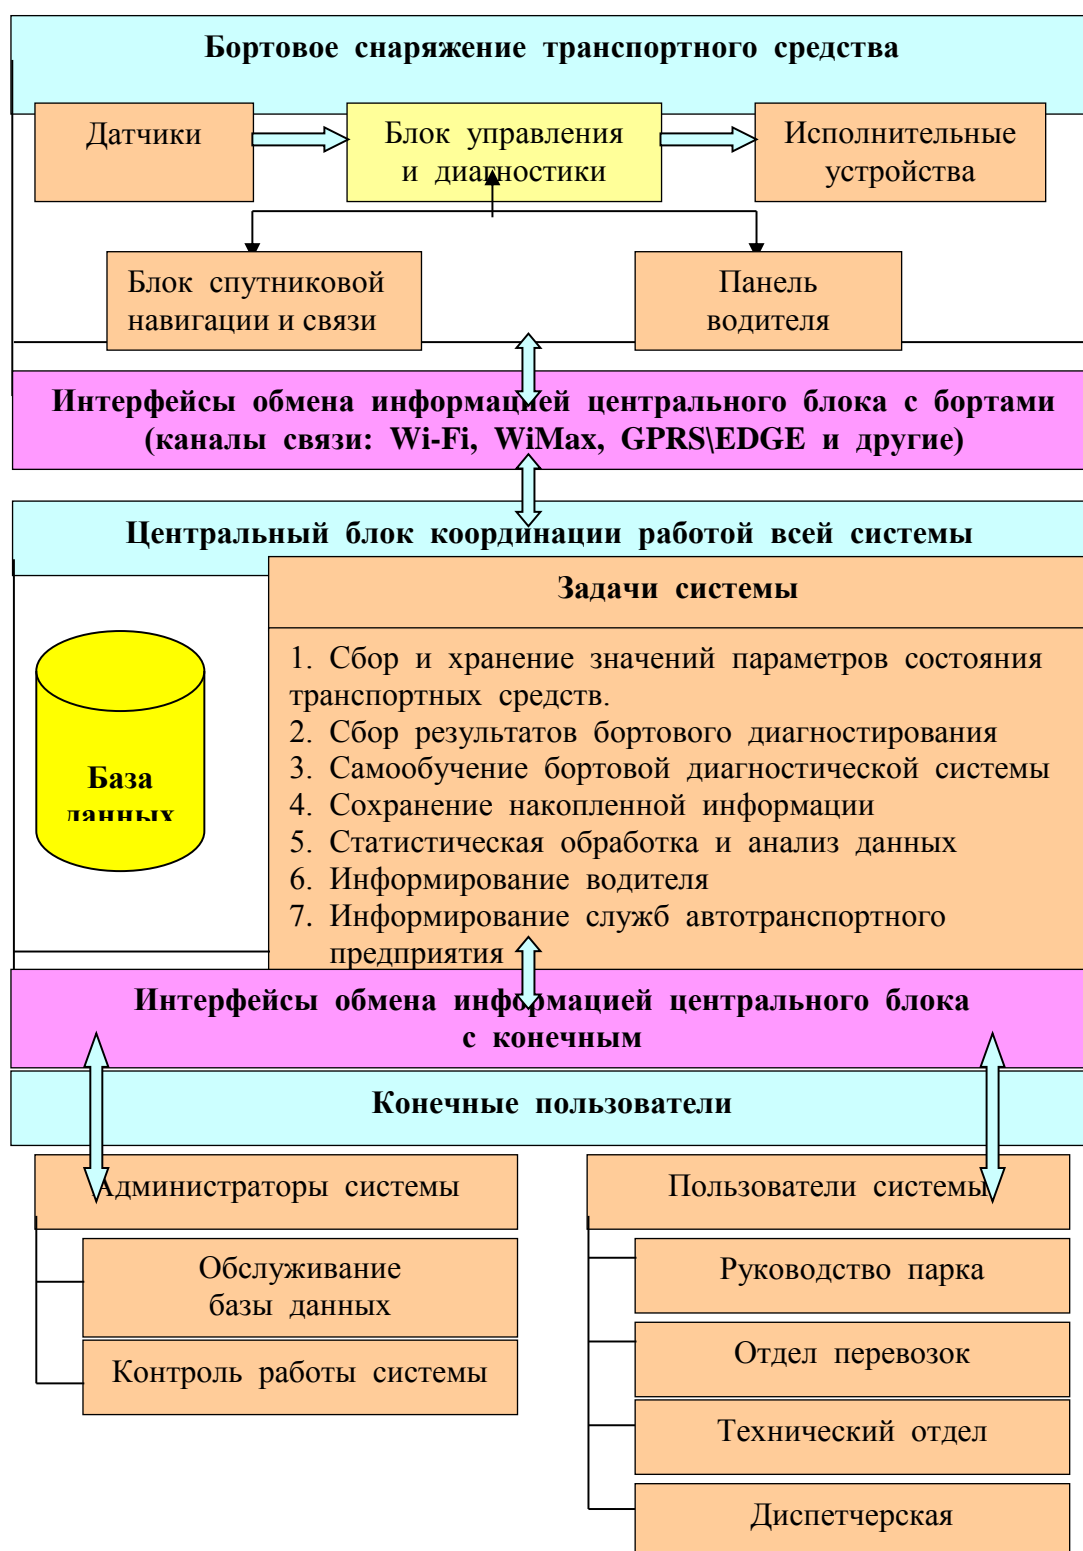 Бортовое снаряжение транспортного средства
Датчики
Блок управления
и диагностики
Исполнительные
устройства
Блок спутниковой
навигации и связи
Панель
водителя
Интерфейсы обмена информацией центрального блока с бортами
(каналы связи: Wi-Fi, WiMax, GPRS\EDGE и другие)
Центральный блок координации работой всей системы
База
данных
Задачи системы
1. Сбор и хранение значений параметров состояния
транспортных средств.
2. Сбор результатов бортового диагностирования
3. Самообучение бортовой диагностической системы
4. Сохранение накопленной информации
5. Статистическая обработка и анализ данных
6. Информирование водителя
7. Информирование служб автотранспортного
предприятия
Интерфейсы обмена информацией центрального блока
с конечным
Конечные пользователи
Администраторы системы
Обслуживание
базы данных
Контроль работы системы
Пользователи системы
Руководство парка
Отдел перевозок
Технический отдел
Диспетчерская